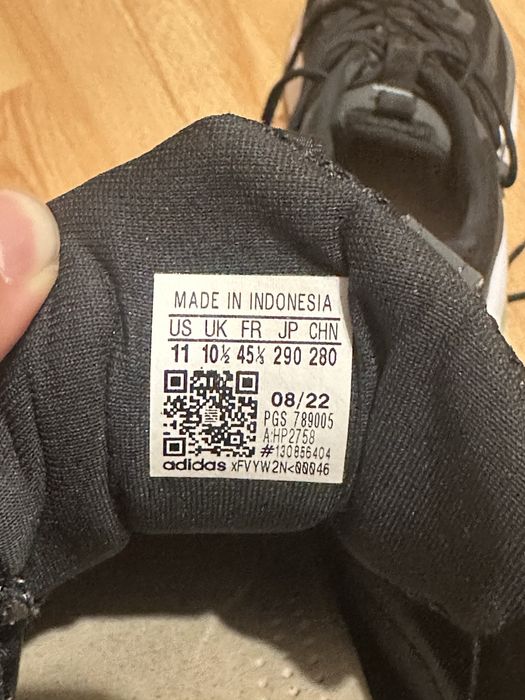 MADE IN INDONESIA
US UK FR JP CHN
11 10½ 45⅓ 290 280
08/22
PGS 789005
A:HP2758
#130856404
adidas xFVYW2N<00046